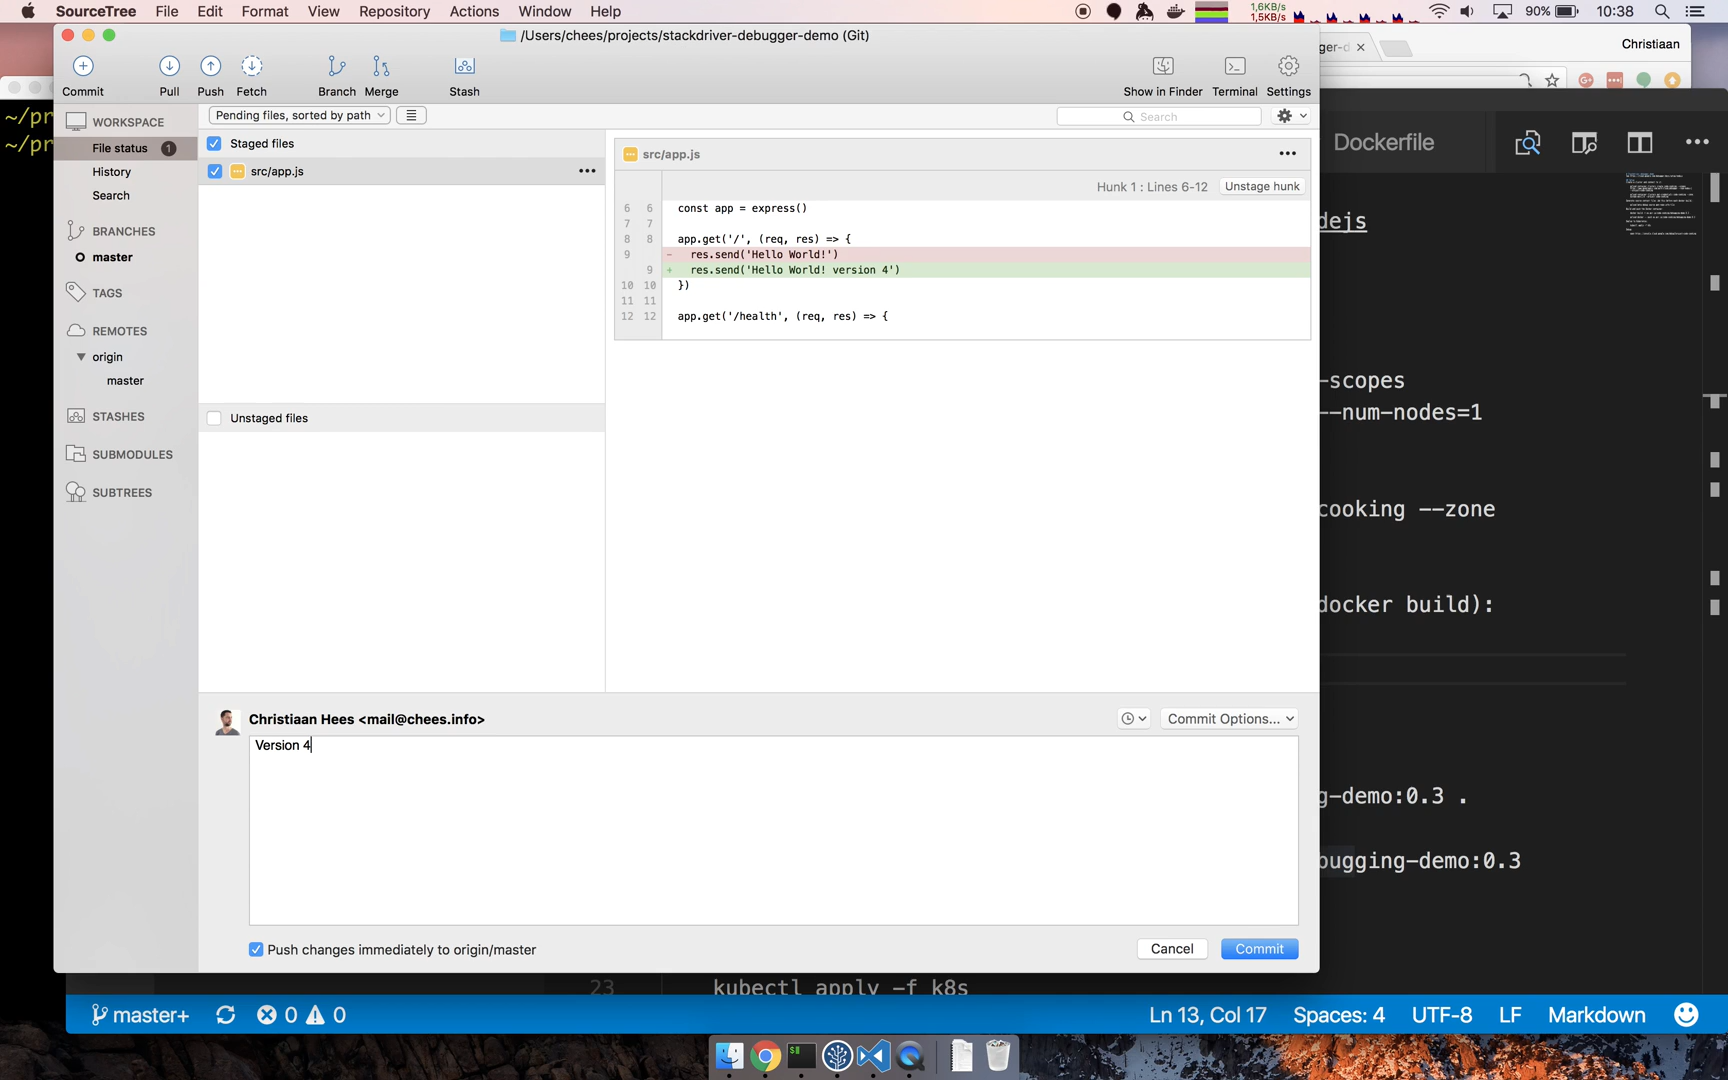 SourceTree File Edit Format View Repository Actions Window Help
1,6KB/s
1,5KB/s
90%
10:38
/Users/chees/projects/stackdriver-debugger-demo (Git)
ger-d
Christiaan
Commit
Pull
Push
Fetch
Branch
Merge
Stash
Show in Finder
Terminal
Settings
~/pr
~/pr
WORKSPACE
File status 1
History
Search
BRANCHES
master
TAGS
REMOTES
origin
master
STASHES
SUBMODULES
SUBTREES
Pending files, sorted by path
Search
Staged files
src/app.js
Unstaged files
src/app.js
Hunk 1 : Lines 6-12
Unstage hunk
6 6 const app = express()
7 7
8 8 app.get('/', (req, res) => {
9 - res.send('Hello World!')
9 + res.send('Hello World! version 4')
10 10 })
11 11
12 12 app.get('/health', (req, res) => {
Christiaan Hees <mail@chees.info>
Commit Options...
Version 4
Push changes immediately to origin/master
Cancel
Commit
Dockerfile
dejs
-scopes
--num-nodes=1
cooking --zone
docker build):
g-demo:0.3 .
bugging-demo:0.3
23 kubectl apply -f k8s
master+ 0 0
Ln 13, Col 17
Spaces: 4
UTF-8
LF
Markdown